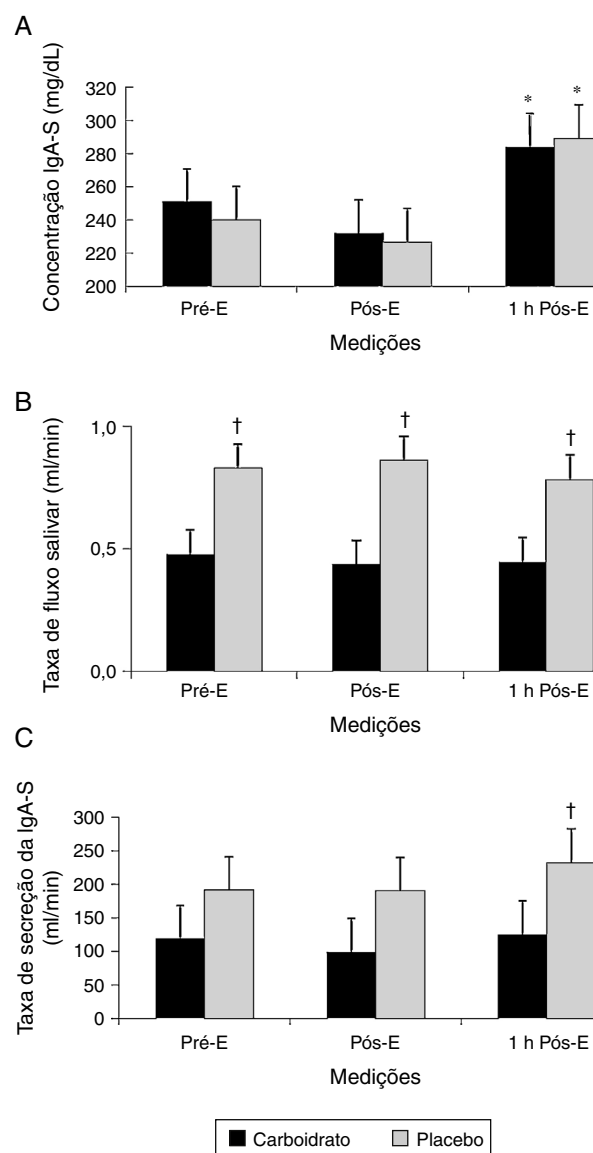 A
Concentração IgA-S (mg/dL)
320
300
280
260
240
220
200
* *
Pré-E Pós-E 1 h Pós-E
Medições
B
Taxa de fluxo salivar (ml/min)
1,0
0,5
0,0
† † †
Pré-E Pós-E 1 h Pós-E
Medições
C
Taxa de secreção da IgA-S
(ml/min)
300
250
200
150
100
50
0
†
Pré-E Pós-E 1 h Pós-E
Medições
Carboidrato Placebo